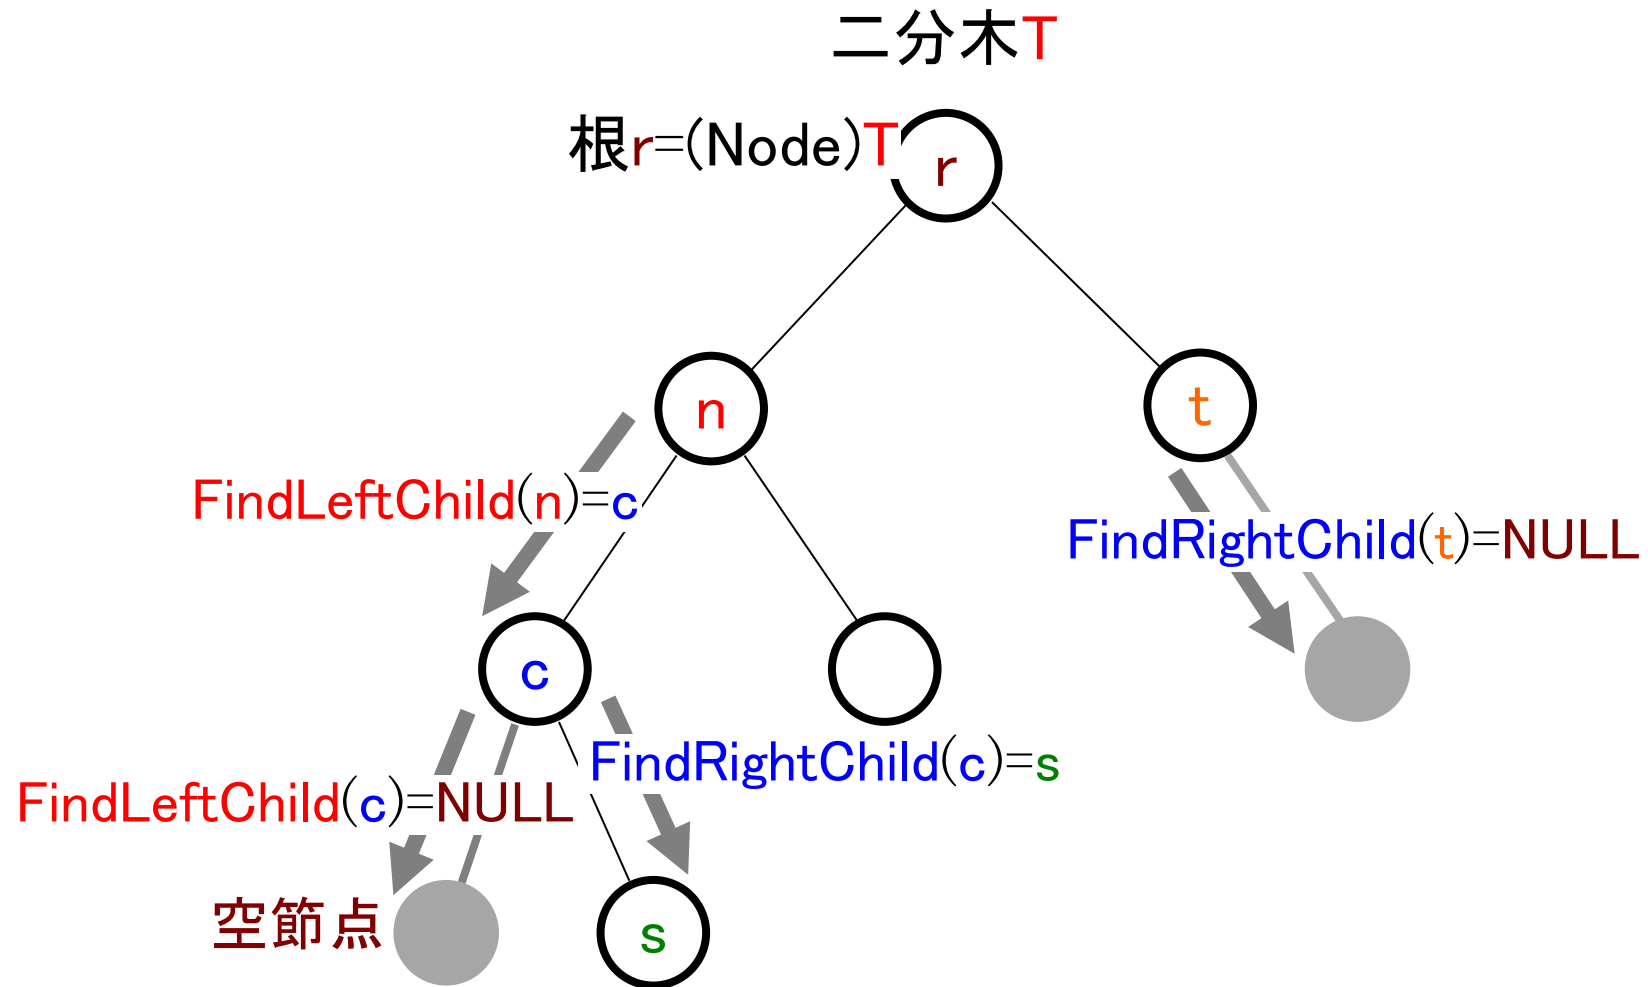 二分木T
根r=(Node)T
r
n
t
FindLeftChild(n)=c
FindRightChild(t)=NULL
c
FindRightChild(c)=s
FindLeftChild(c)=NULL
空節点
s